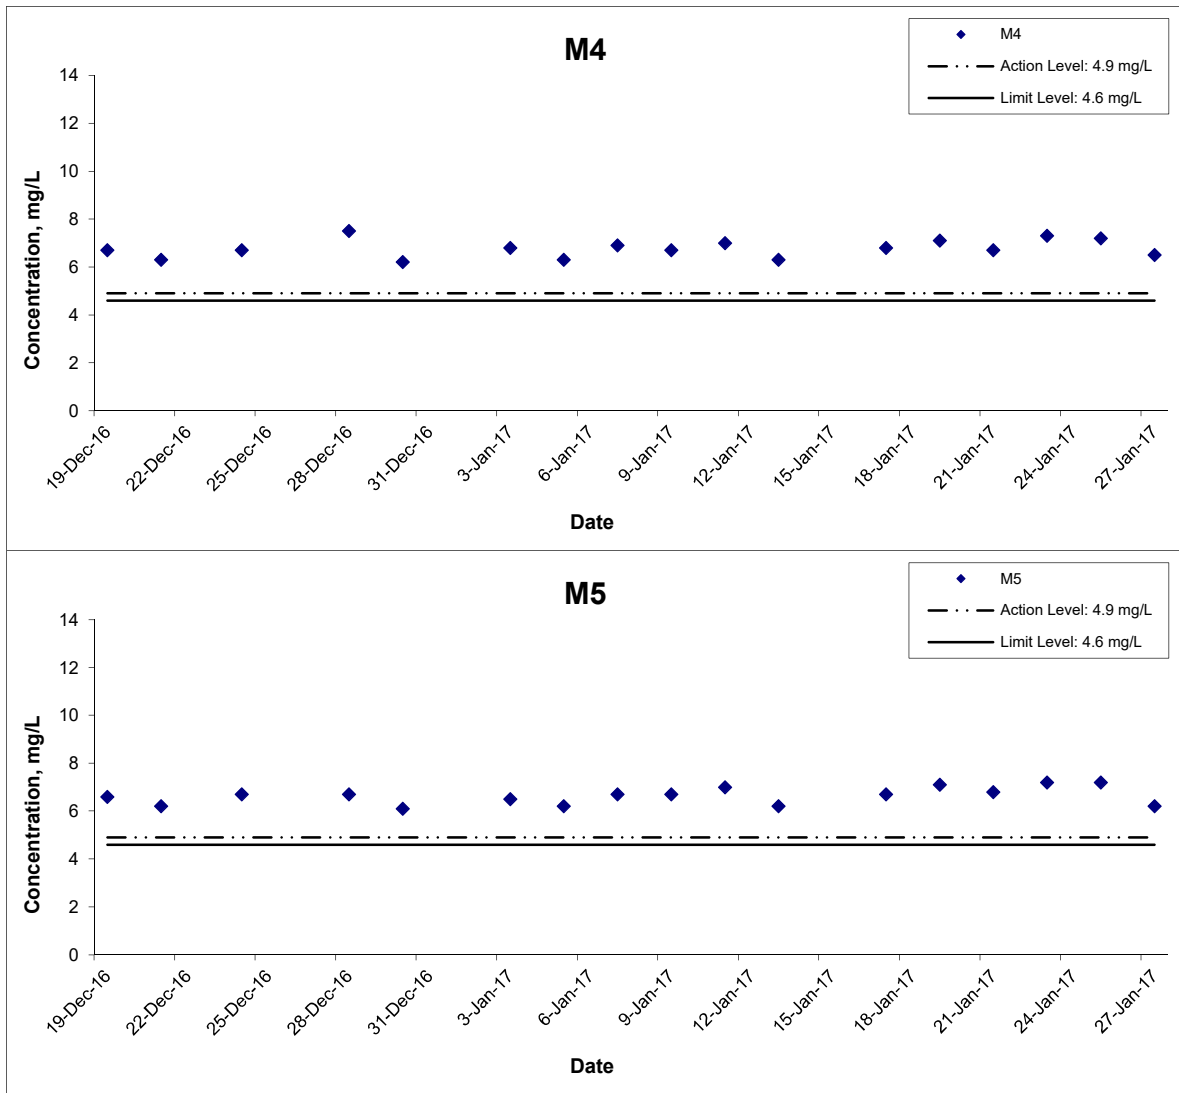 M4
M4
Action Level: 4.9 mg/L
Limit Level: 4.6 mg/L
14
12
10
8
6
4
2
0
Concentration, mg/L
19-Dec-16
22-Dec-16
25-Dec-16
28-Dec-16
31-Dec-16
3-Jan-17
6-Jan-17
9-Jan-17
12-Jan-17
15-Jan-17
18-Jan-17
21-Jan-17
24-Jan-17
27-Jan-17
Date
M5
M5
Action Level: 4.9 mg/L
Limit Level: 4.6 mg/L
14
12
10
8
6
4
2
0
Concentration, mg/L
19-Dec-16
22-Dec-16
25-Dec-16
28-Dec-16
31-Dec-16
3-Jan-17
6-Jan-17
9-Jan-17
12-Jan-17
15-Jan-17
18-Jan-17
21-Jan-17
24-Jan-17
27-Jan-17
Date